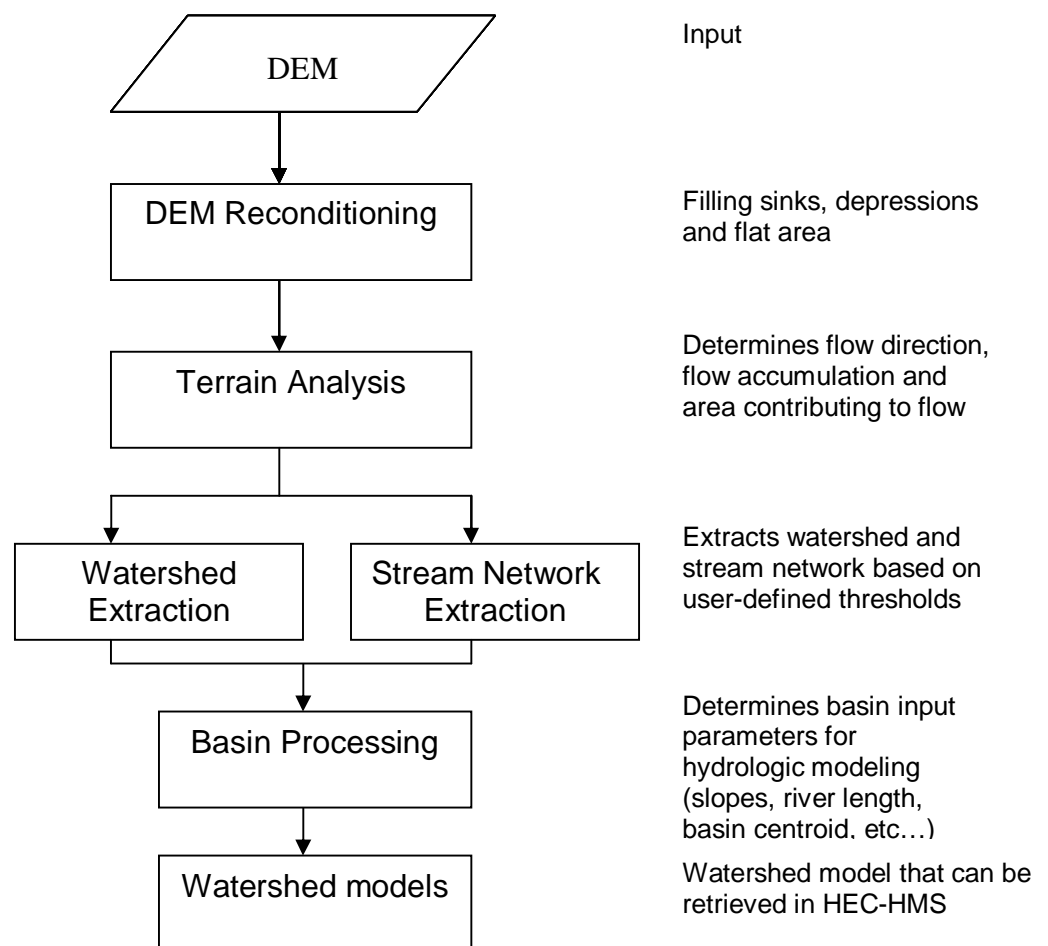 DEM
Input
DEM Reconditioning
Filling sinks, depressions
and flat area
Terrain Analysis
Determines flow direction,
flow accumulation and
area contributing to flow
Watershed
Extraction
Stream Network
Extraction
Extracts watershed and
stream network based on
user-defined thresholds
Basin Processing
Determines basin input
parameters for
hydrologic modeling
(slopes, river length,
basin centroid, etc…)
Watershed models
Watershed model that can be
retrieved in HEC-HMS